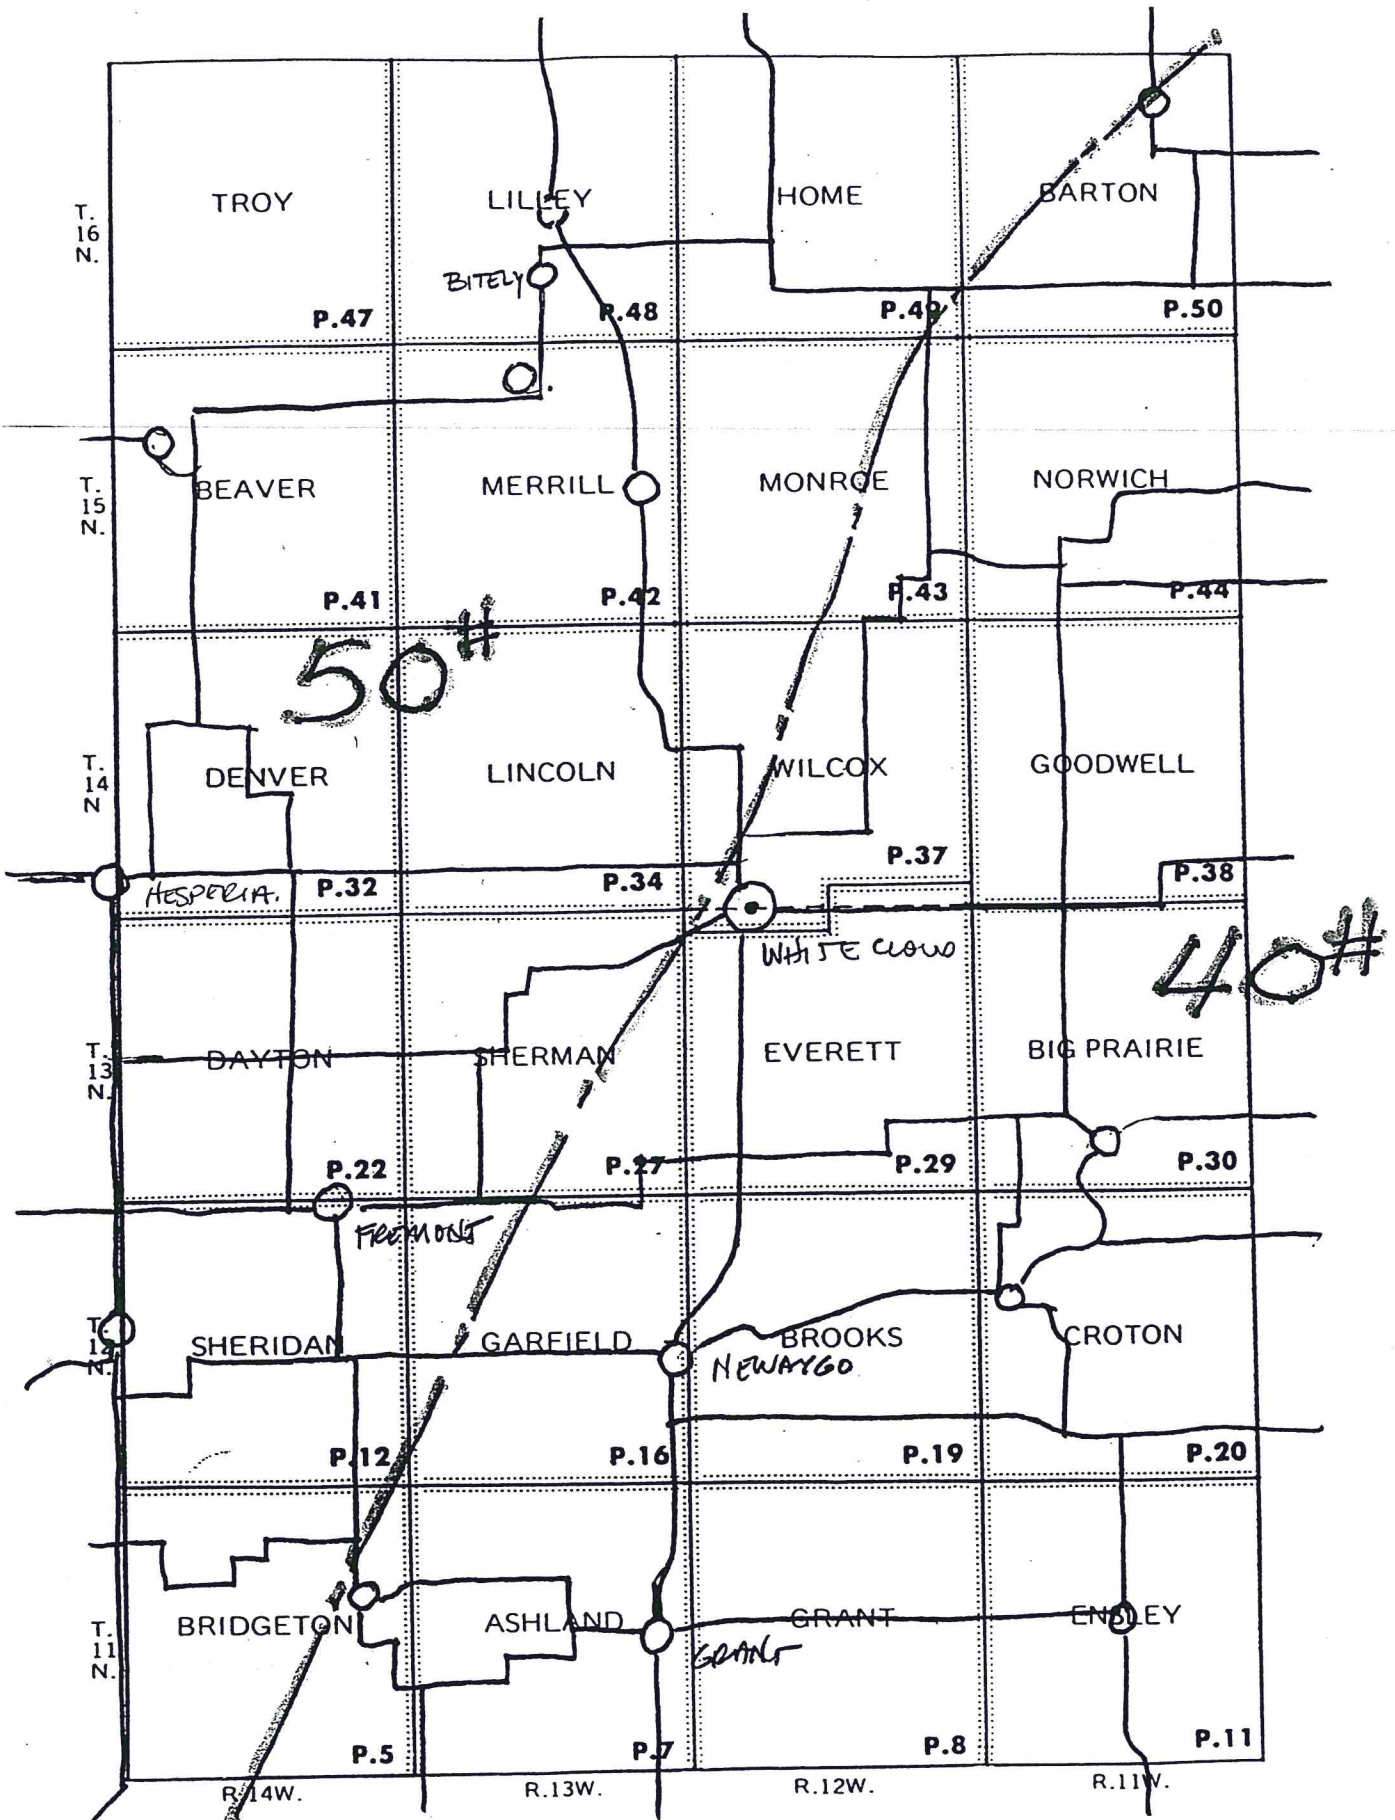 T.
16
N.
TROY
LILLEY
HOME
BARTON
BITELY
P.47
P.48
P.49
P.50
T.
15
N.
BEAVER
MERRILL
MONROE
NORWICH
P.41
P.42
P.43
P.44
50#
T.
14
N
DENVER
LINCOLN
WILCOX
GOODWELL
HESPERIA.
P.32
P.34
P.37
P.38
WHITE CLOUD
40#
T.
13
N.
DAYTON
SHERMAN
EVERETT
BIG PRAIRIE
P.22
P.27
P.29
P.30
FREMONT
T.
12
N.
SHERIDAN
GARFIELD
BROOKS
CROTON
NEWAYGO
P.12
P.16
P.19
P.20
T.
11
N.
BRIDGETON
ASHLAND
GRANT
ENSLEY
GRANT
P.5
P.7
P.8
P.11
R.14W.
R.13W.
R.12W.
R.11W.